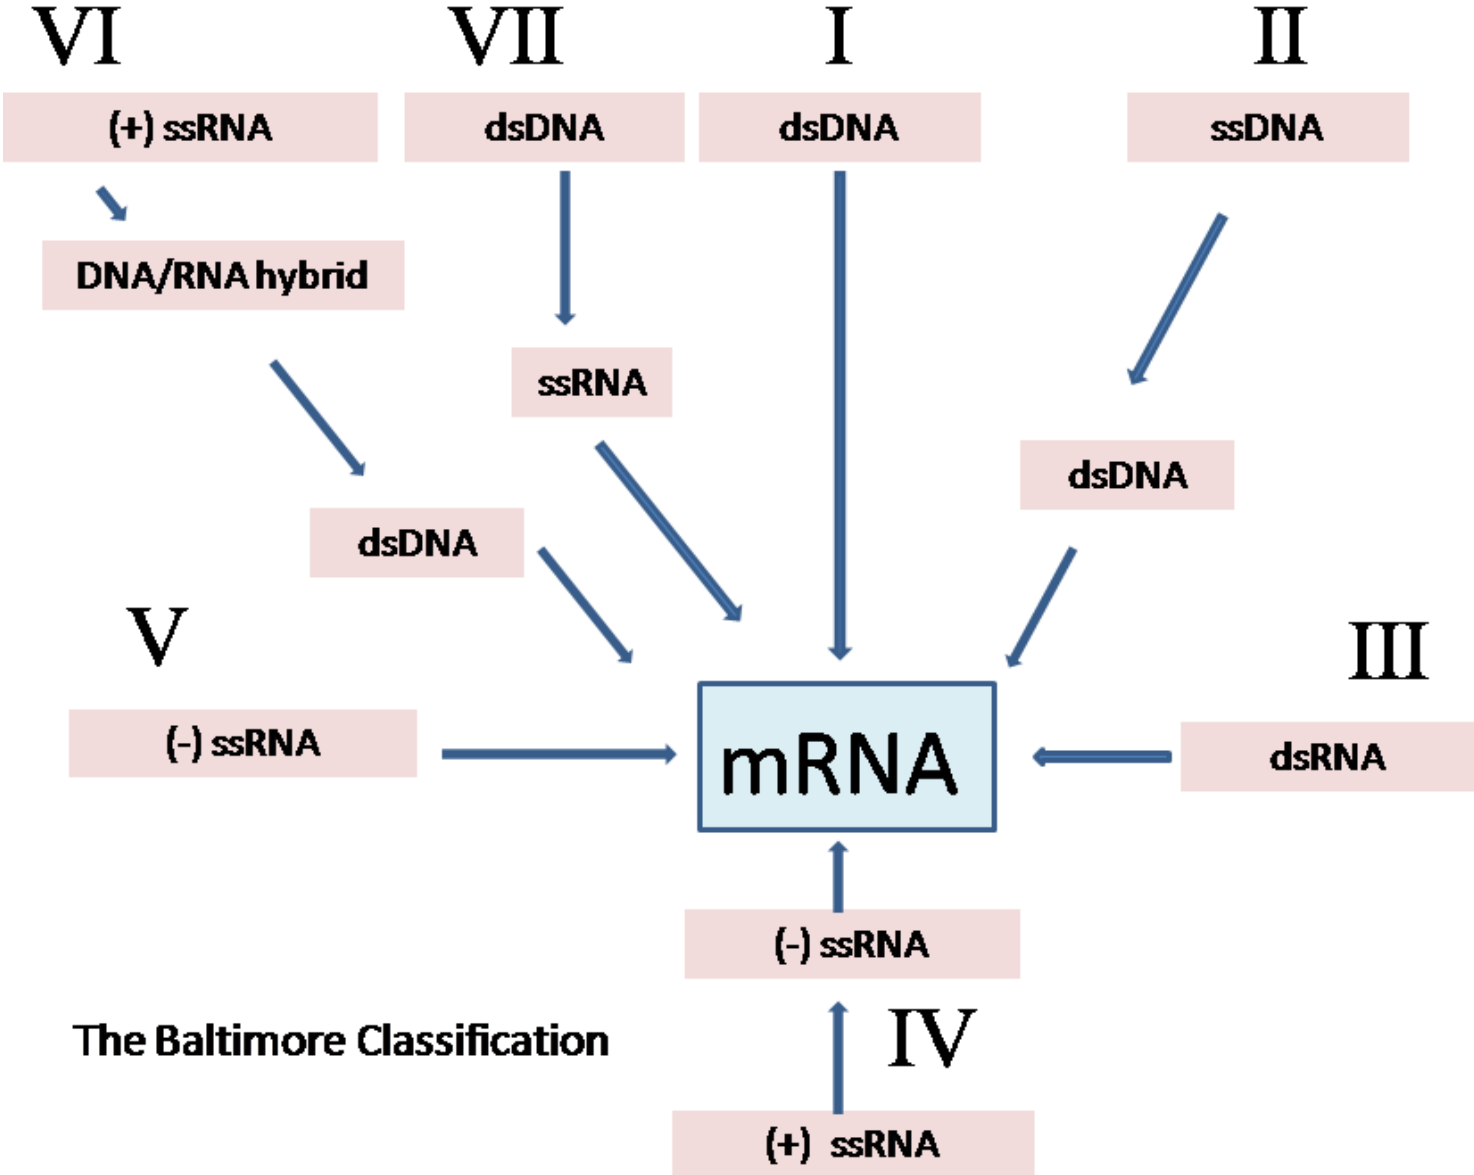 VI
VII
I
II
(+) ssRNA
dsDNA
dsDNA
ssDNA
DNA/RNA hybrid
ssRNA
dsDNA
dsDNA
V
III
(-) ssRNA
mRNA
dsRNA
(-) ssRNA
The Baltimore Classification
IV
(+) ssRNA